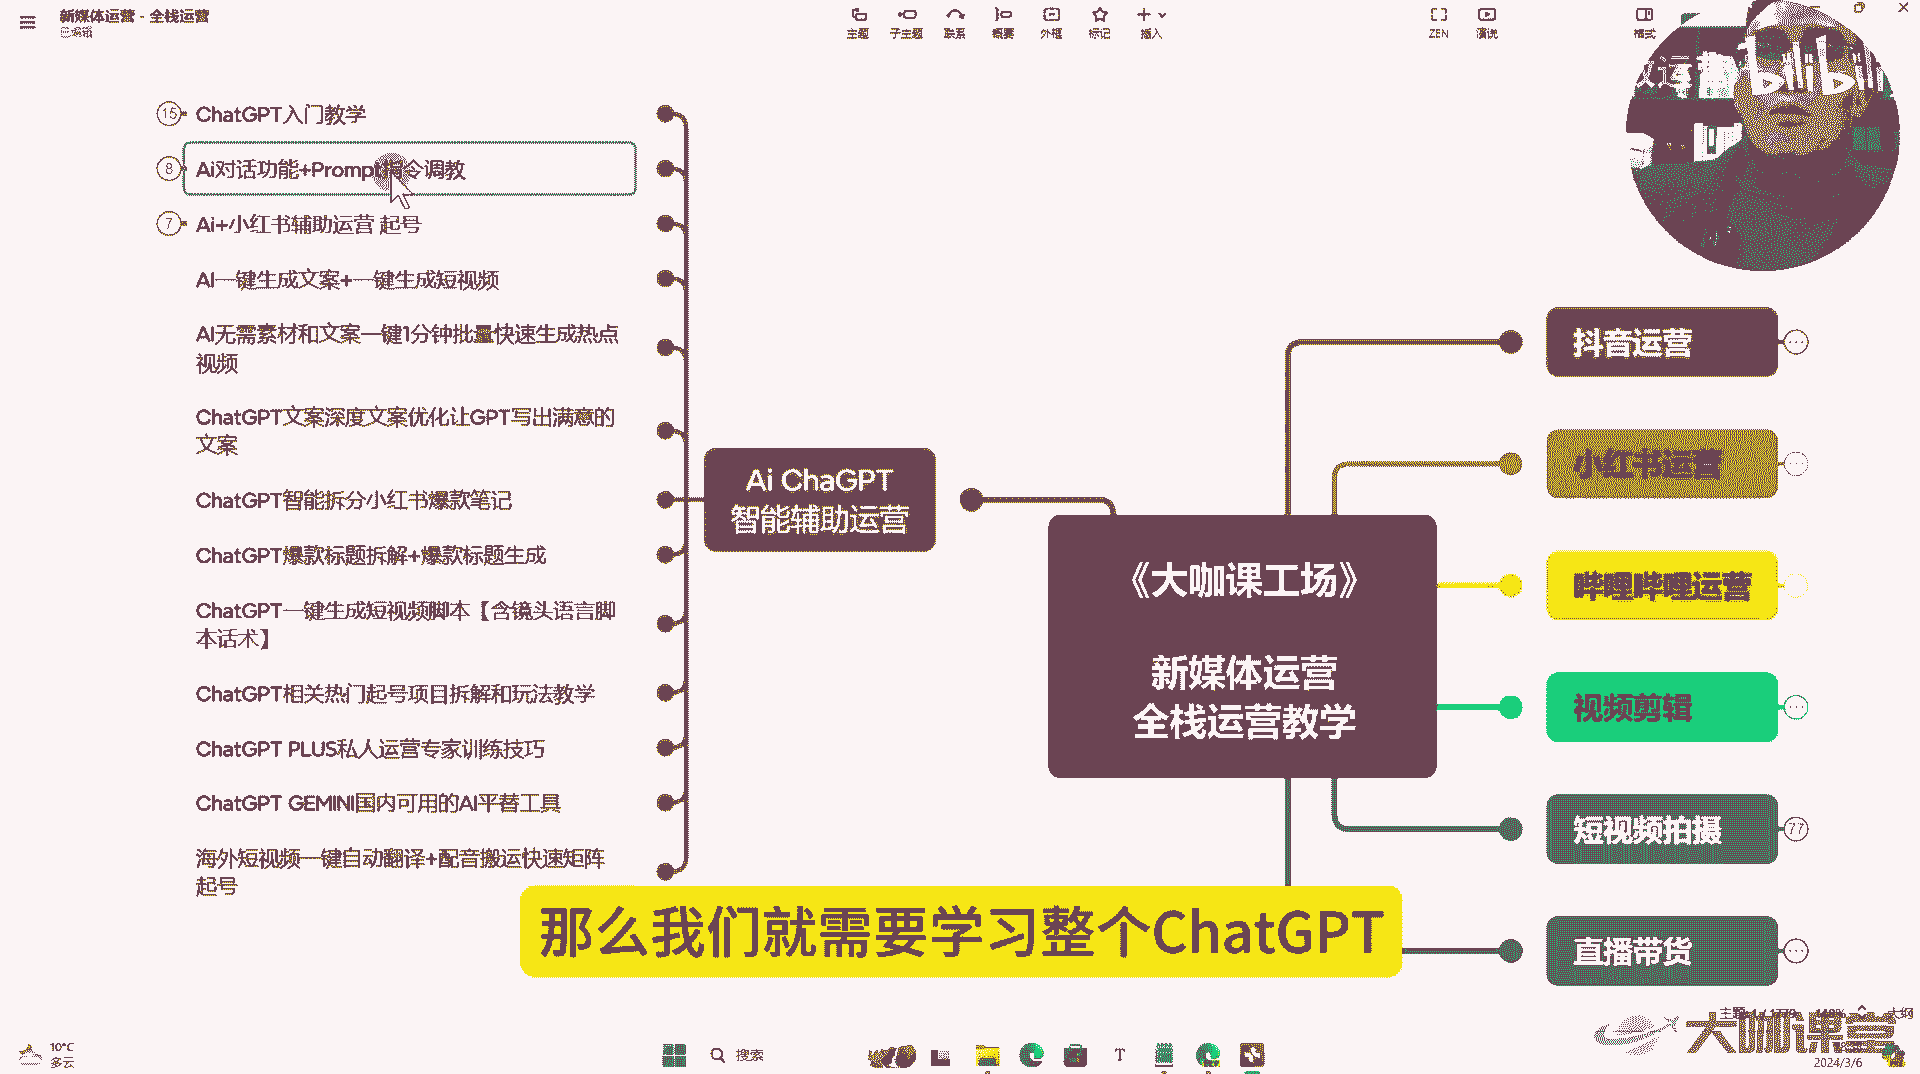 新媒体运营 - 全栈运营
已编辑
主题
子主题
联系
概要
外框
标记
插入
ZEN
演说
格式
bilibili
15
ChatGPT入门教学
8
Ai对话功能+Prompt指令调教
7
Ai+小红书辅助运营 起号
AI一键生成文案+一键生成短视频
AI无需素材和文案一键1分钟批量快速生成热点
视频
ChatGPT文案深度文案优化让GPT写出满意的
文案
ChatGPT智能拆分小红书爆款笔记
ChatGPT爆款标题拆解+爆款标题生成
ChatGPT一键生成短视频脚本【含镜头语言脚
本话术】
ChatGPT相关热门起号项目拆解和玩法教学
ChatGPT PLUS私人运营专家训练技巧
ChatGPT GEMINI国内可用的AI平替工具
海外短视频一键自动翻译+配音搬运快速矩阵
起号
Ai ChaGPT
智能辅助运营
《大咖课工场》
新媒体运营
全栈运营教学
抖音运营
小红书运营
哔哩哔哩运营
视频剪辑
短视频拍摄
77
直播带货
那么我们就需要学习整个ChatGPT
大咖课堂
10°C
多云
搜索
2024/3/6